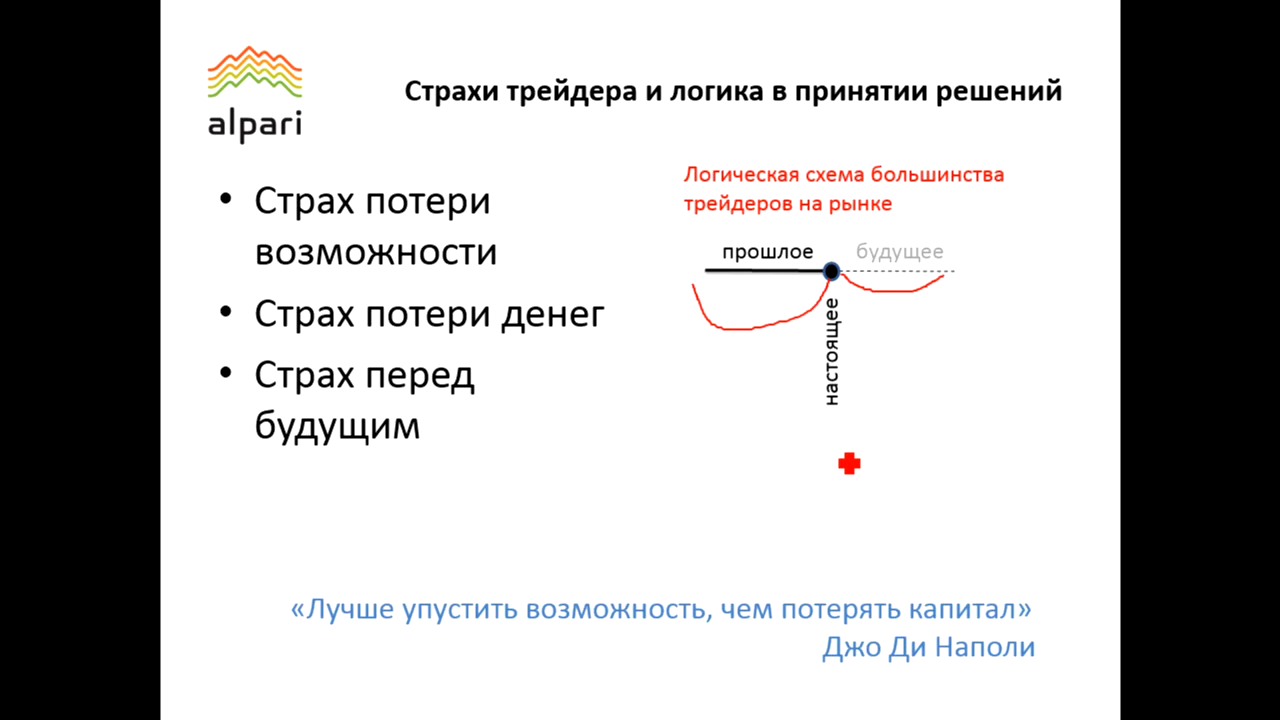 alpari
Страхи трейдера и логика в принятии решений
• Страх потери
возможности
• Страх потери денег
• Страх перед
будущим
Логическая схема большинства
трейдеров на рынке
прошлое
будущее
настоящее
«Лучше упустить возможность, чем потерять капитал»
Джо Ди Наполи